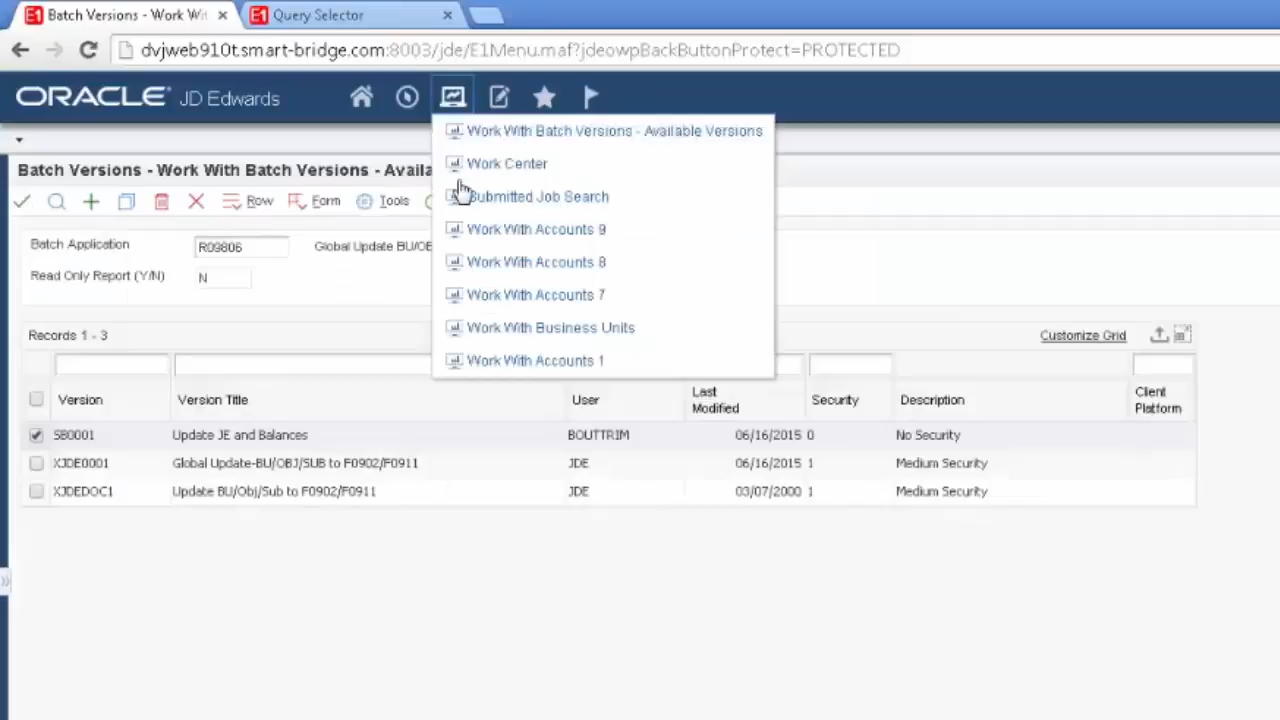 E1 Batch Versions - Work Wit
E1 Query Selector
dvjweb910t.smart-bridge.com:8003/jde/E1Menu.maf?jdeowpBackButtonProtect=PROTECTED
ORACLE® JD Edwards
Work With Batch Versions - Available Versions
Work Center
Submitted Job Search
Work With Accounts 9
Work With Accounts 8
Work With Accounts 7
Work With Business Units
Work With Accounts 1
Batch Versions - Work With Batch Versions - Availa
Row Form Tools
Batch Application R09806 Global Update BU/OB
Read Only Report (Y/N) N
Records 1 - 3 Customize Grid
Version Version Title User Last Modified Security Description Client Platform
SB0001 Update JE and Balances BOUTTRIM 06/16/2015 0 No Security
XJDE0001 Global Update-BU/OBJ/SUB to F0902/F0911 JDE 06/16/2015 1 Medium Security
XJDEDOC1 Update BU/Obj/Sub to F0902/F0911 JDE 03/07/2000 1 Medium Security